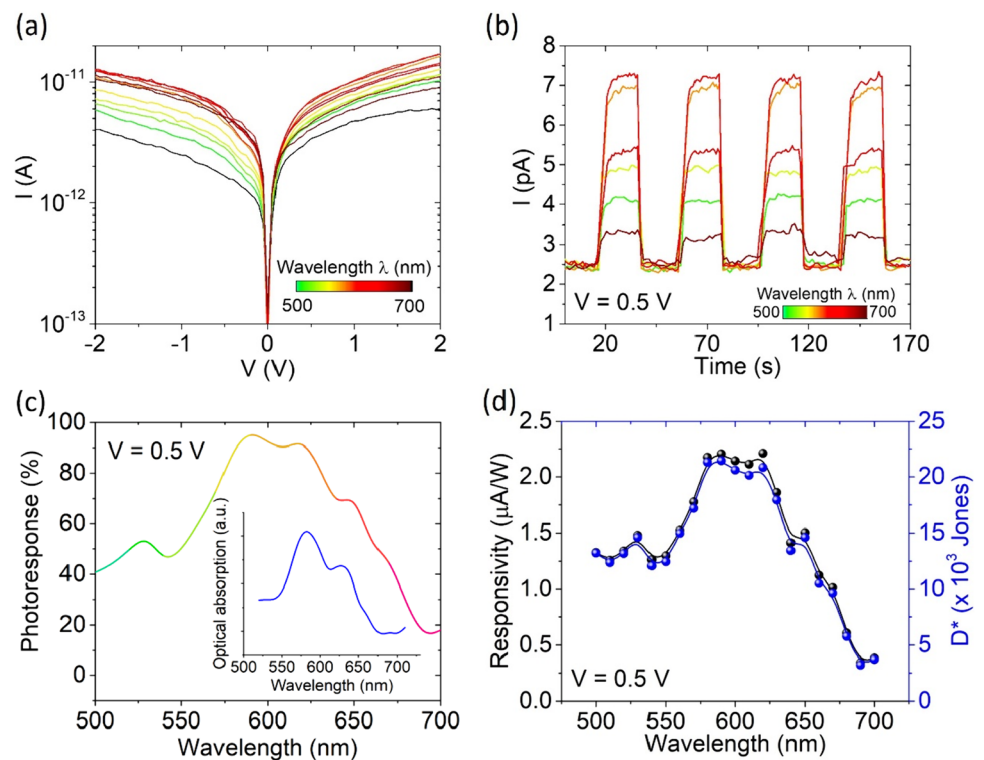 (a)
10⁻¹¹
10⁻¹²
10⁻¹³
I (A)
Wavelength λ (nm)
500 700
-2 -1 0 1 2
V (V)
(b)
8
7
6
5
4
3
2
1
I (pA)
V = 0.5 V
Wavelength λ (nm)
500 700
20 70 120 170
Time (s)
(c)
100
80
60
40
20
0
Photoresponse (%)
V = 0.5 V
Optical absorption (a.u.)
500 550 600 650 700
Wavelength (nm)
500 550 600 650 700
Wavelength (nm)
(d)
2.5
2.0
1.5
1.0
0.5
0.0
Responsivity (μA/W)
V = 0.5 V
25
20
15
10
5
0
D* (x 10³ Jones)
500 550 600 650 700
Wavelength (nm)